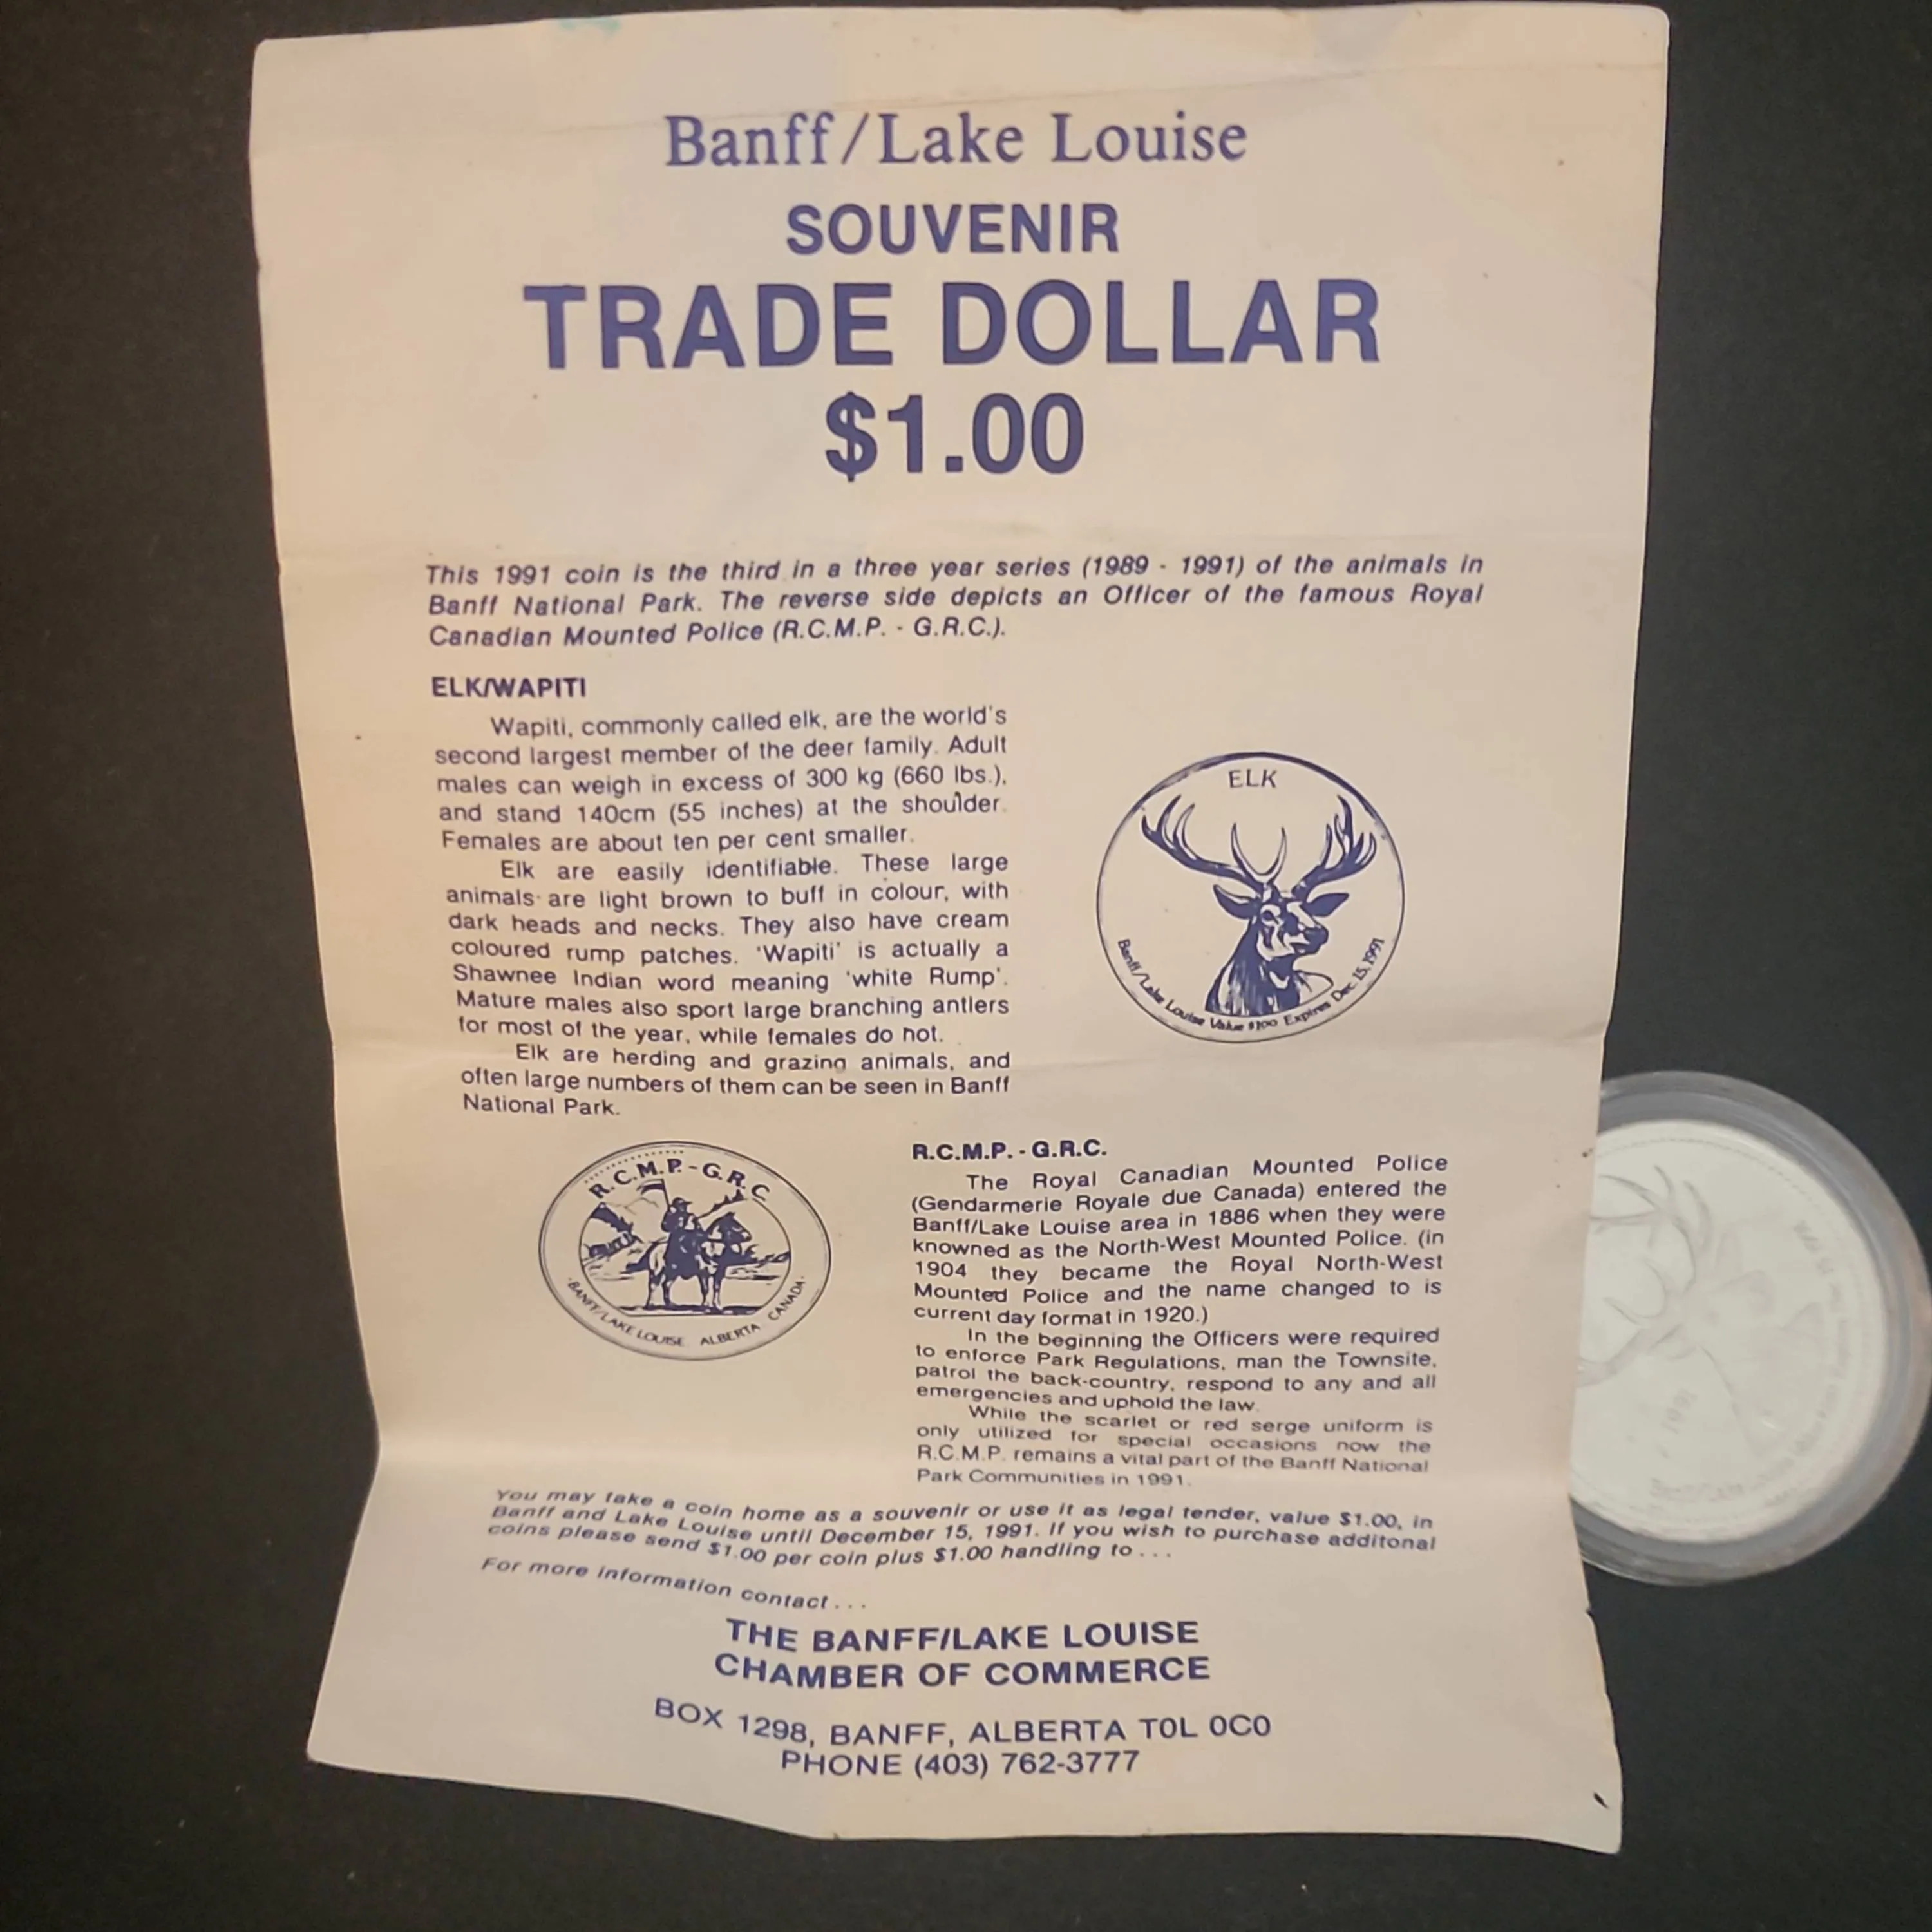 Banff/Lake Louise
SOUVENIR
TRADE DOLLAR
$1.00
This 1991 coin is the third in a three year series (1989 - 1991) of the animals in
Banff National Park. The reverse side depicts an Officer of the famous Royal
Canadian Mounted Police (R.C.M.P. - G.R.C.).
ELK/WAPITI
Wapiti, commonly called elk, are the world's
second largest member of the deer family. Adult
males can weigh in excess of 300 kg (660 lbs.),
and stand 140cm (55 inches) at the shoulder.
Females are about ten per cent smaller.
Elk are easily identifiable. These large
animals are light brown to buff in colour, with
dark heads and necks. They also have cream
coloured rump patches. 'Wapiti' is actually a
Shawnee Indian word meaning 'white Rump'.
Mature males also sport large branching antlers
for most of the year, while females do not.
Elk are herding and grazing animals, and
often large numbers of them can be seen in Banff
National Park.
ELK
Banff/Lake Louise Value $1.00 Expires Dec. 15, 1991
R.C.M.P. - G.R.C.
BANFF/LAKE LOUISE ALBERTA CANADA
R.C.M.P. - G.R.C.
The Royal Canadian Mounted Police
(Gendarmerie Royale due Canada) entered the
Banff/Lake Louise area in 1886 when they were
knowned as the North-West Mounted Police. (in
1904 they became the Royal North-West
Mounted Police and the name changed to is
current day format in 1920.)
In the beginning the Officers were required
to enforce Park Regulations, man the Townsite,
patrol the back-country, respond to any and all
emergencies and uphold the law.
While the scarlet or red serge uniform is
only utilized for special occasions now the
R.C.M.P. remains a vital part of the Banff National
Park Communities in 1991.
You may take a coin home as a souvenir or use it as legal tender, value $1.00, in
Banff and Lake Louise until December 15, 1991. If you wish to purchase additonal
coins please send $1.00 per coin plus $1.00 handling to . . .
For more information contact . . .
THE BANFF/LAKE LOUISE
CHAMBER OF COMMERCE
BOX 1298, BANFF, ALBERTA T0L 0C0
PHONE (403) 762-3777